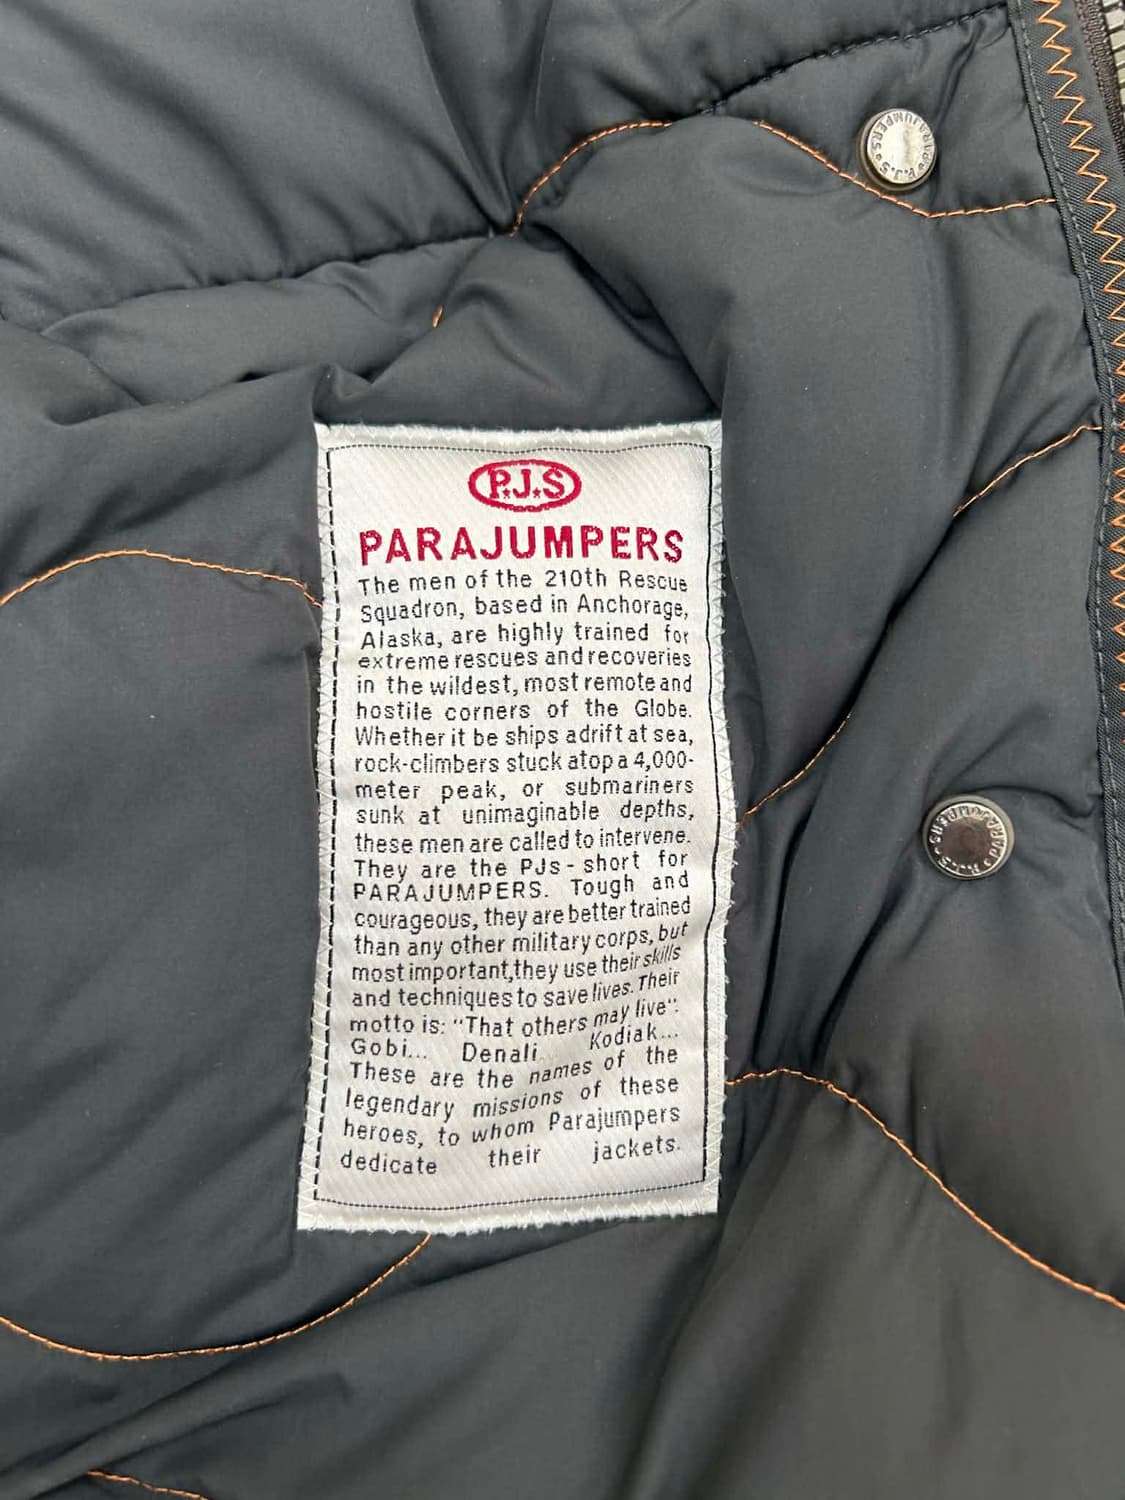 PARAJUMPERS • P.J.S •
P.J.S
PARAJUMPERS
The men of the 210th Rescue
Squadron, based in Anchorage,
Alaska, are highly trained for
extreme rescues and recoveries
in the wildest, most remote and
hostile corners of the Globe.
Whether it be ships adrift at sea,
rock-climbers stuck atop a 4,000-
meter peak, or submariners
sunk at unimaginable depths,
these men are called to intervene.
They are the PJs - short for
PARAJUMPERS. Tough and
courageous, they are better trained
than any other military corps, but
most important, they use their skills
and techniques to save lives. Their
motto is: "That others may live".
Gobi... Denali... Kodiak...
These are the names of the
legendary missions of these
heroes, to whom Parajumpers
dedicate their jackets.
PARAJUMPERS • P.J.S •